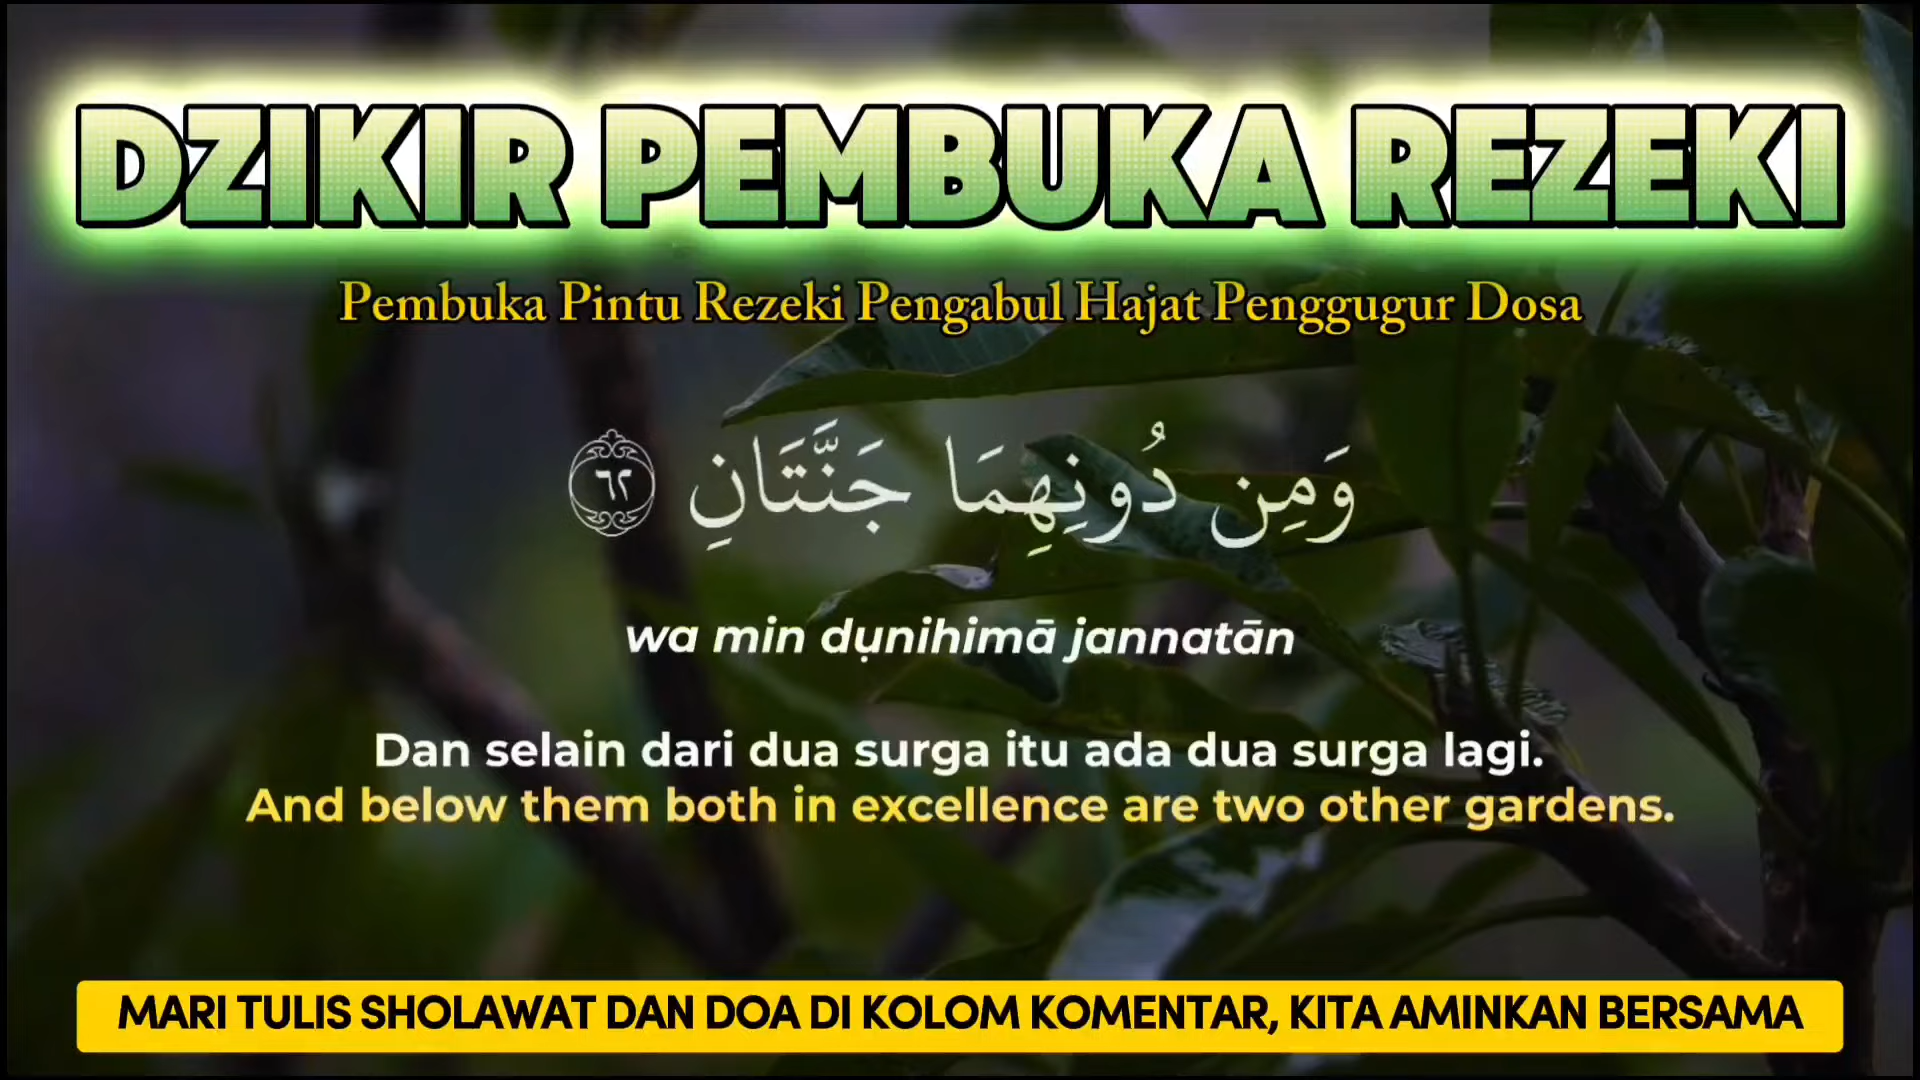 DZIKIR PEMBUKA REZEKI
Pembuka Pintu Rezeki Pengabul Hajat Penggugur Dosa
وَمِن دُونِهِمَا جَنَّتَانِ ٦٢
wa min dụnihimā jannatān
Dan selain dari dua surga itu ada dua surga lagi.
And below them both in excellence are two other gardens.
MARI TULIS SHOLAWAT DAN DOA DI KOLOM KOMENTAR, KITA AMINKAN BERSAMA